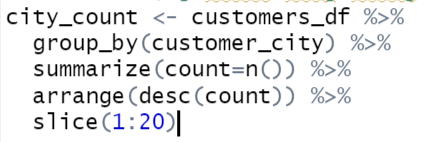 city_count <- customers_df %>%
  group_by(customer_city) %>%
  summarize(count=n()) %>%
  arrange(desc(count)) %>%
  slice(1:20)